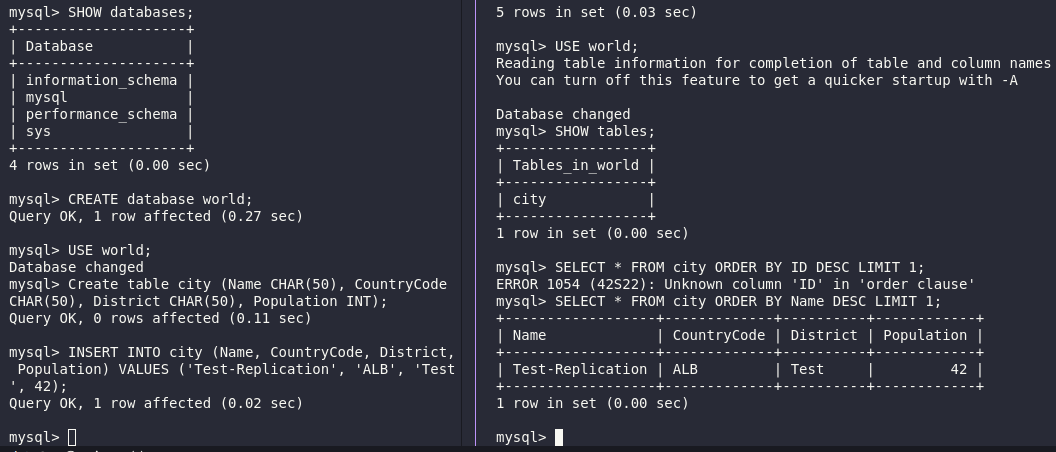 mysql> SHOW databases;
+--------------------+
| Database           |
+--------------------+
| information_schema |
| mysql              |
| performance_schema |
| sys                |
+--------------------+
4 rows in set (0.00 sec)
mysql> CREATE database world;
Query OK, 1 row affected (0.27 sec)
mysql> USE world;
Database changed
mysql> Create table city (Name CHAR(50), CountryCode
CHAR(50), District CHAR(50), Population INT);
Query OK, 0 rows affected (0.11 sec)
mysql> INSERT INTO city (Name, CountryCode, District,
 Population) VALUES ('Test-Replication', 'ALB', 'Test
', 42);
Query OK, 1 row affected (0.02 sec)
mysql>
5 rows in set (0.03 sec)
mysql> USE world;
Reading table information for completion of table and column names
You can turn off this feature to get a quicker startup with -A
Database changed
mysql> SHOW tables;
+-----------------+
| Tables_in_world |
+-----------------+
| city            |
+-----------------+
1 row in set (0.00 sec)
mysql> SELECT * FROM city ORDER BY ID DESC LIMIT 1;
ERROR 1054 (42S22): Unknown column 'ID' in 'order clause'
mysql> SELECT * FROM city ORDER BY Name DESC LIMIT 1;
+------------------+-------------+----------+------------+
| Name             | CountryCode | District | Population |
+------------------+-------------+----------+------------+
| Test-Replication | ALB         | Test     |         42 |
+------------------+-------------+----------+------------+
1 row in set (0.00 sec)
mysql>